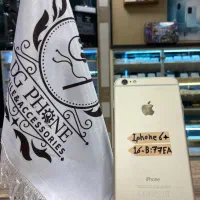 PHONE
ACCESSORIES
Iphone 6+
16-B:77EA
iPhone